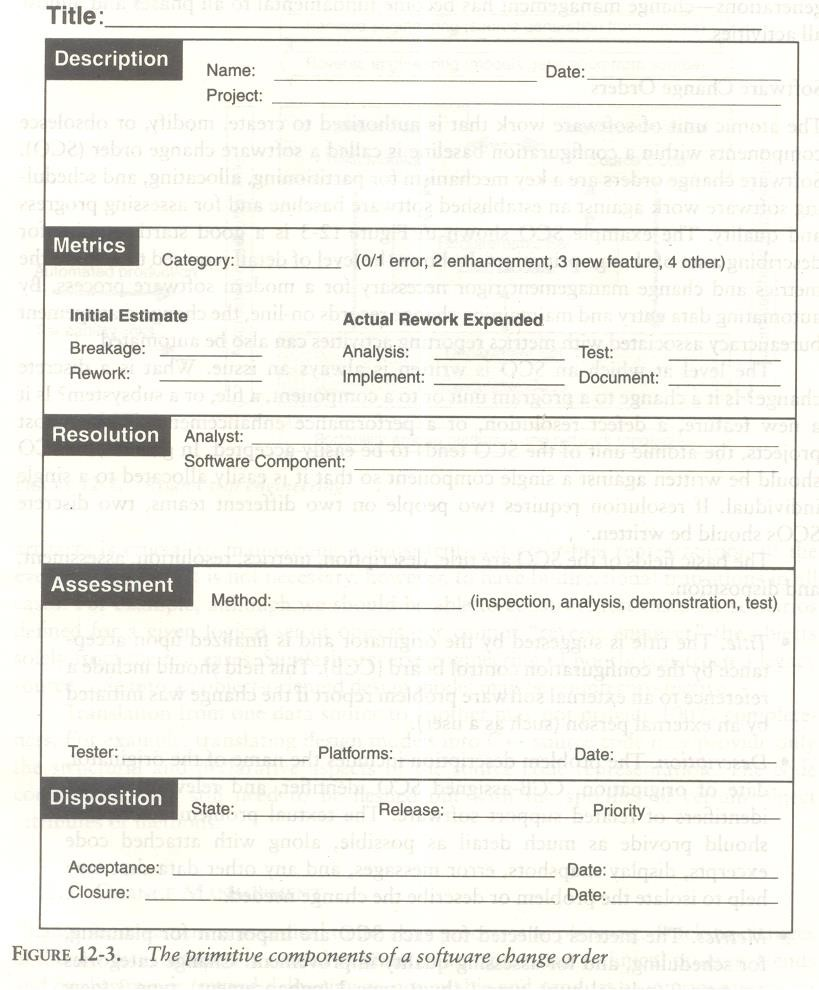 Title:
Description
Name: Date:
Project:
Metrics
Category: (0/1 error, 2 enhancement, 3 new feature, 4 other)
Initial Estimate Actual Rework Expended
Breakage: Analysis: Test:
Rework: Implement: Document:
Resolution
Analyst:
Software Component:
Assessment
Method: (inspection, analysis, demonstration, test)
Tester: Platforms: Date:
Disposition
State: Release: Priority
Acceptance: Date:
Closure: Date:
FIGURE 12-3. The primitive components of a software change order